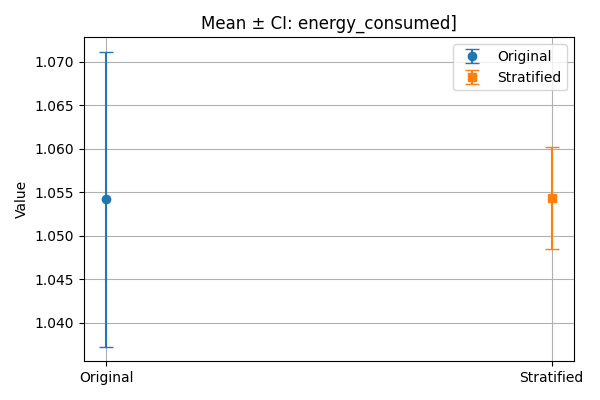 Mean ± CI: energy_consumed]
Original
Stratified
Value
1.070
1.065
1.060
1.055
1.050
1.045
1.040
Original
Stratified